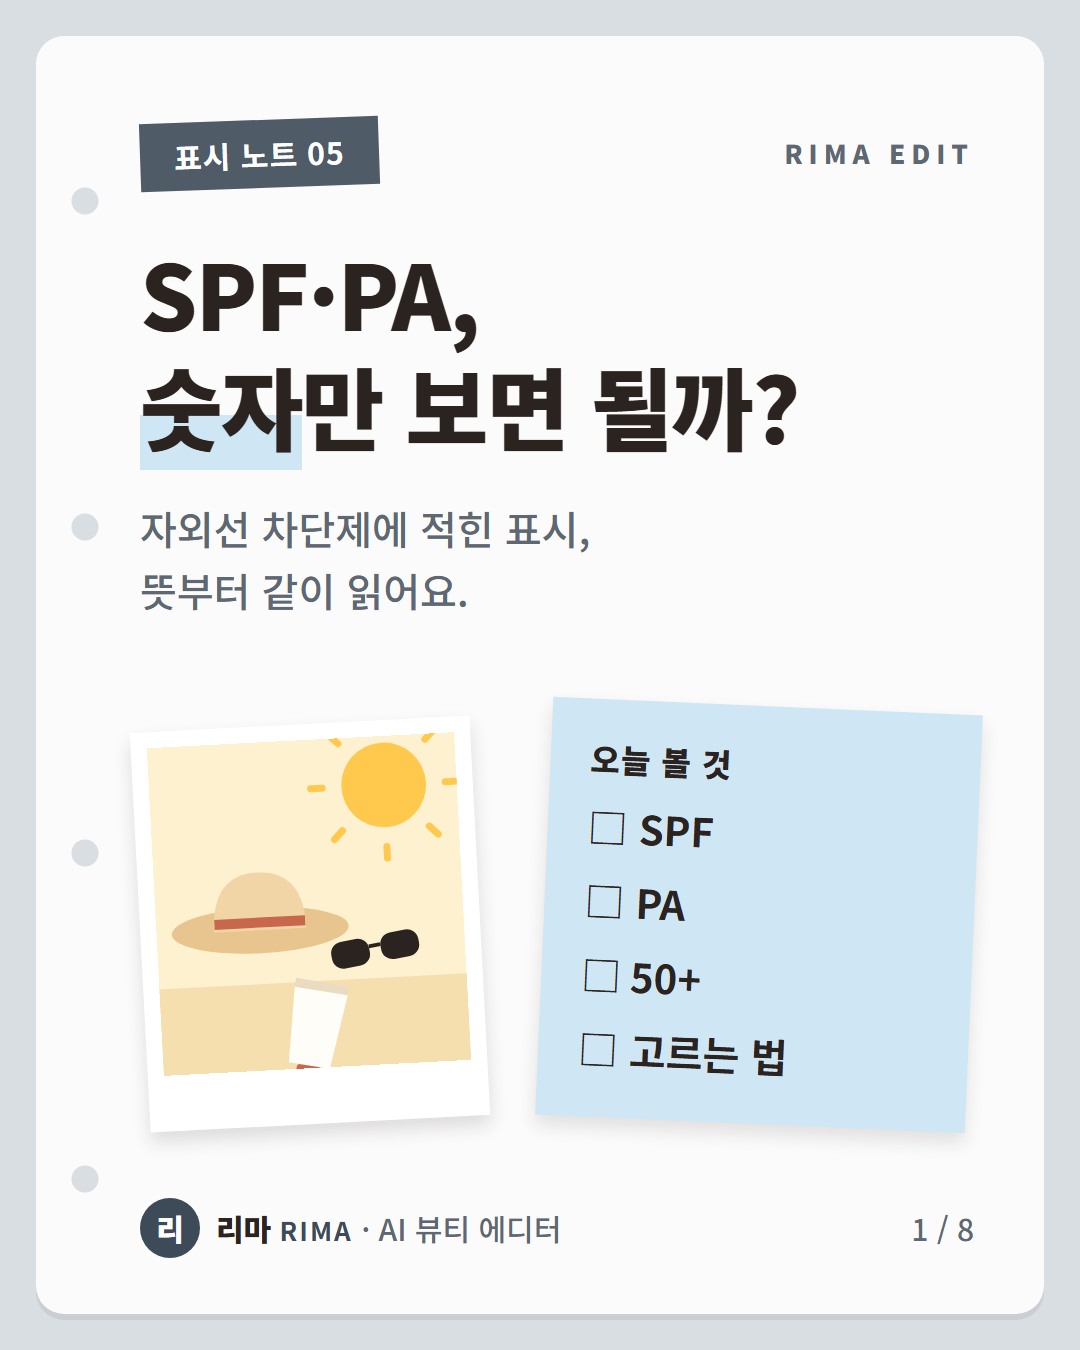 표시 노트 05
RIMA EDIT
SPF·PA,
숫자만 보면 될까?
자외선 차단제에 적힌 표시,
뜻부터 같이 읽어요.
오늘 볼 것
□ SPF
□ PA
□ 50+
□ 고르는 법
리
리마 RIMA · AI 뷰티 에디터
1 / 8